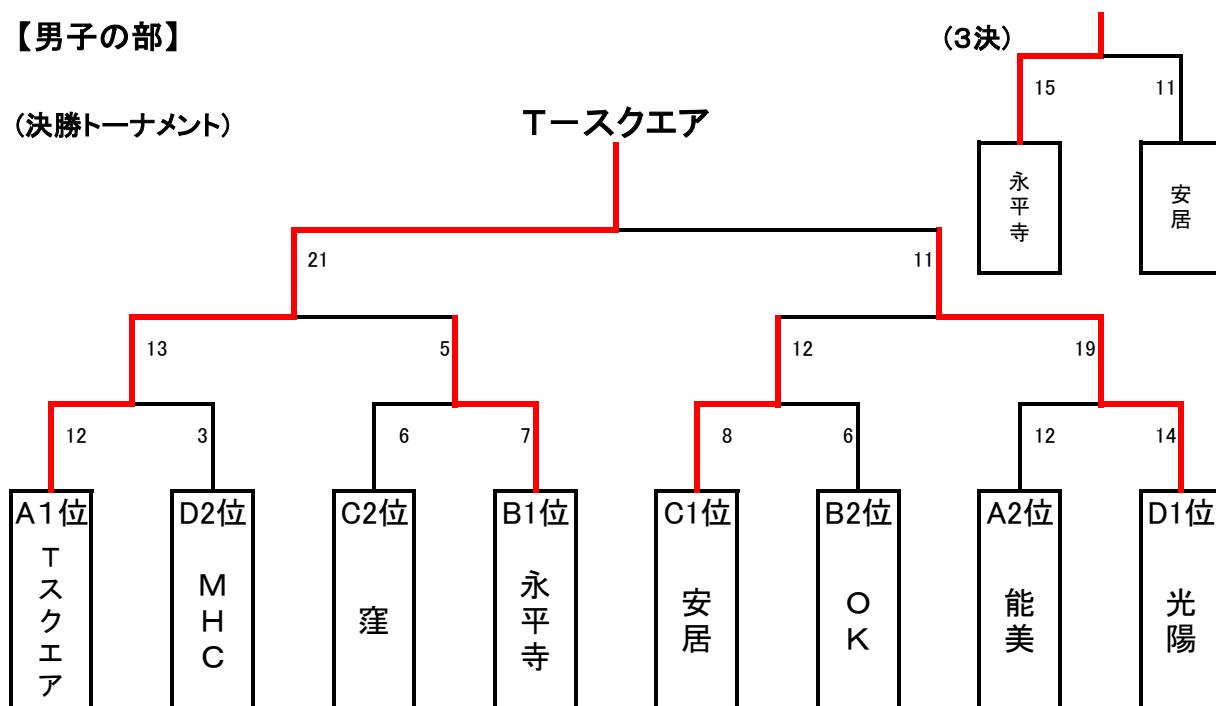 【男子の部】
(3決)
15
11
(決勝トーナメント)
Tースクエア
永平寺
安居
21
11
13
5
12
19
12
3
6
7
8
6
12
14
A1位
D2位
C2位
B1位
C1位
B2位
A2位
D1位
Tスクエア
MHC
窪
永平寺
安居
OK
能美
光陽